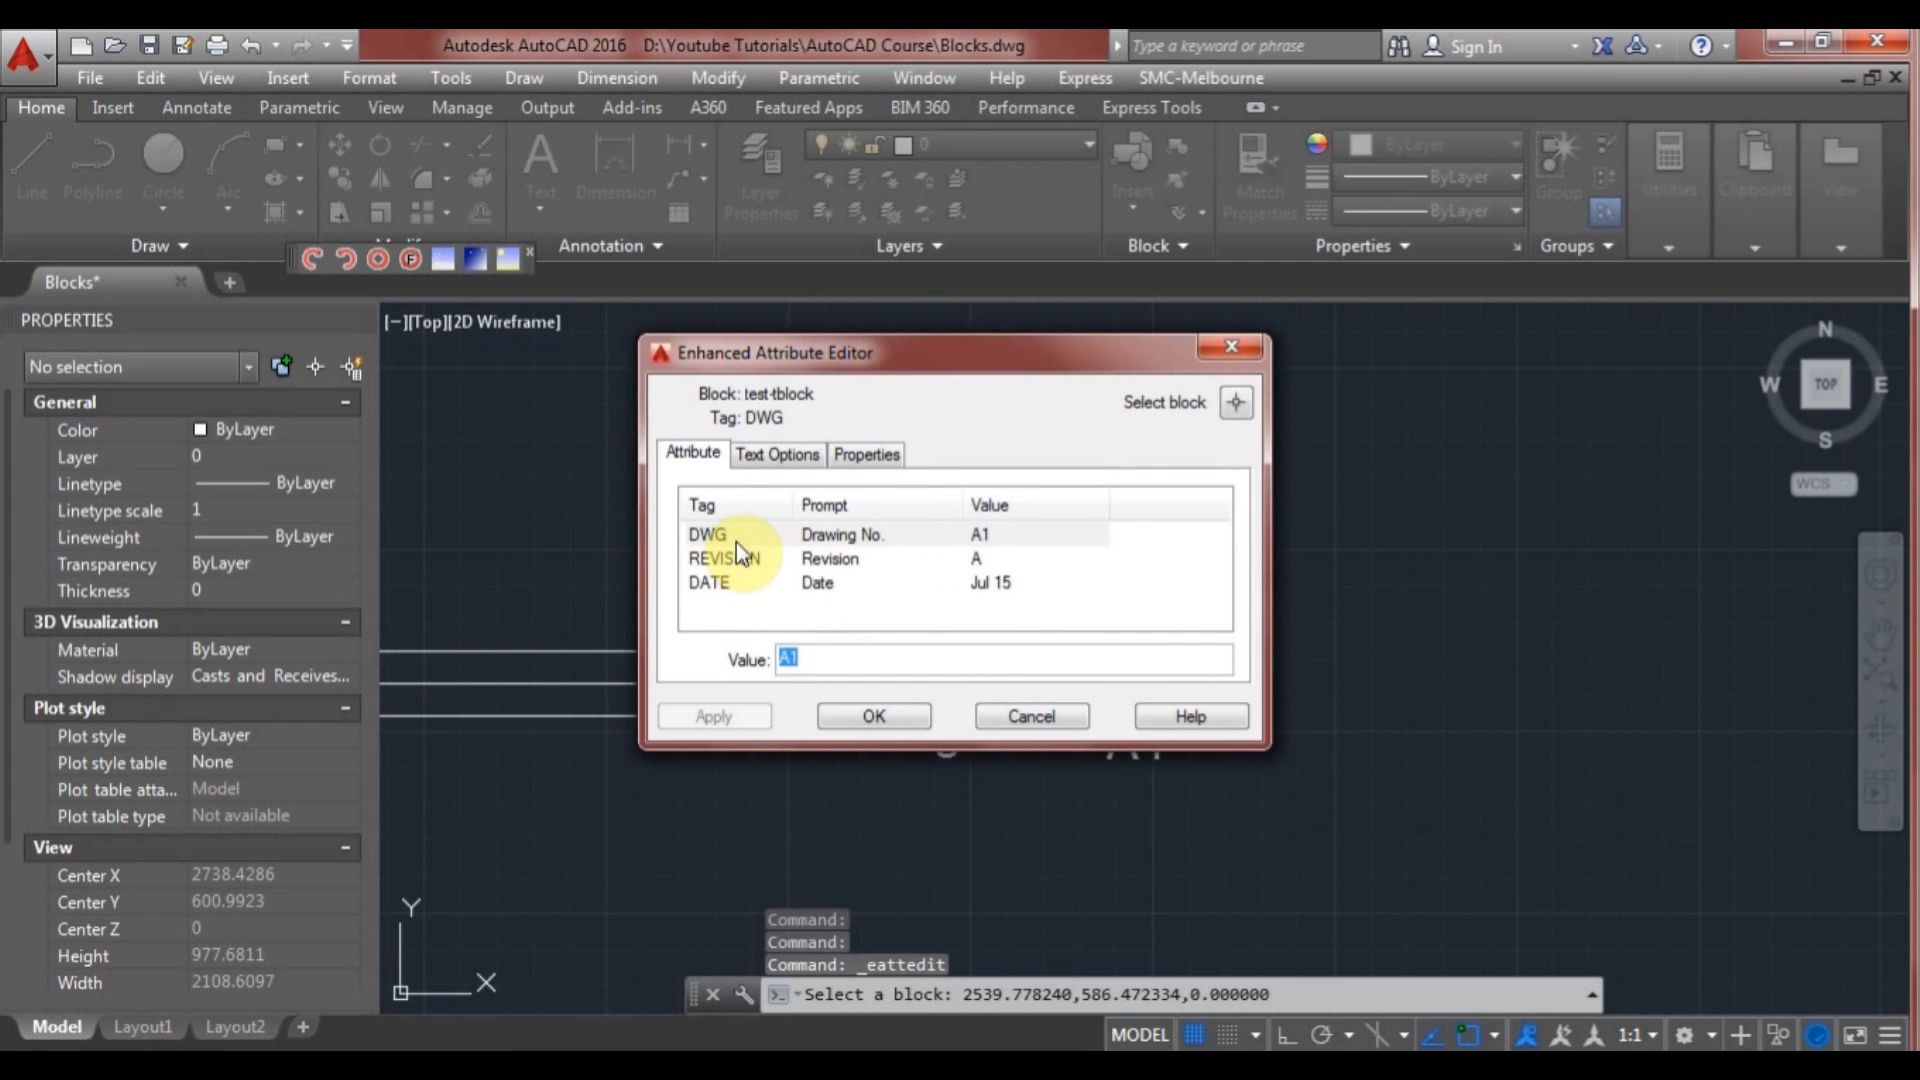 Autodesk AutoCAD 2016 D:\Youtube Tutorials\AutoCAD Course\Blocks.dwg
Type a keyword or phrase
Sign In
File Edit View Insert Format Tools Draw Dimension Modify Parametric Window Help Express SMC-Melbourne
Home Insert Annotate Parametric View Manage Output Add-ins A360 Featured Apps BIM 360 Performance Express Tools
0
ByLayer
ByLayer
ByLayer
Line Polyline Circle Arc Text Dimension Layer Properties Insert Match Properties Group Utilities Clipboard View
Draw Annotation Layers Block Properties Groups
Blocks*
PROPERTIES
[−][Top][2D Wireframe]
No selection
General
Color ByLayer
Layer 0
Linetype ByLayer
Linetype scale 1
Lineweight ByLayer
Transparency ByLayer
Thickness 0
3D Visualization
Material ByLayer
Shadow display Casts and Receives...
Plot style
Plot style ByLayer
Plot style table None
Plot table atta... Model
Plot table type Not available
View
Center X 2738.4286
Center Y 600.9923
Center Z 0
Height 977.6811
Width 2108.6097
Enhanced Attribute Editor
Block: test-tblock
Tag: DWG
Select block
Attribute Text Options Properties
Tag Prompt Value
DWG Drawing No. A1
REVISION Revision A
DATE Date Jul 15
Value: A1
Apply OK Cancel Help
N
W TOP E
S
WCS
Y
X
Command:
Command:
Command: _eattedit
Select a block: 2539.778240,586.472334,0.000000
Model Layout1 Layout2 +
MODEL 1:1